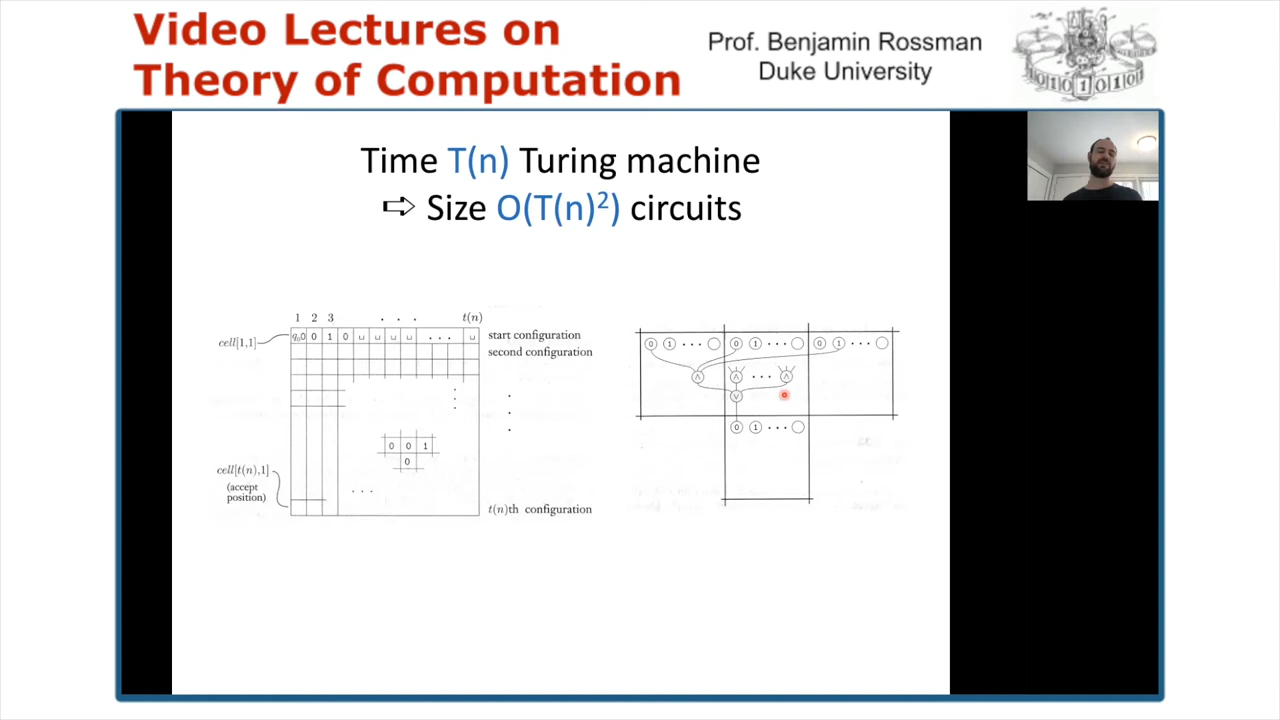 Video Lectures on
Theory of Computation
Prof. Benjamin Rossman
Duke University
Time T(n) Turing machine
⇨ Size O(T(n)²) circuits
1 2 3 . . . t(n)
cell[1,1] q₀0 0 1 0 ␣ ␣ ␣ ␣ ... ␣ start configuration
second configuration
0 0 1
0
cell[t(n),1]
(accept
position)
...
t(n)th configuration
0 1 ... 0 1 ... 0 1 ...
∧ ∧ ... ∧
∨
0 1 ...